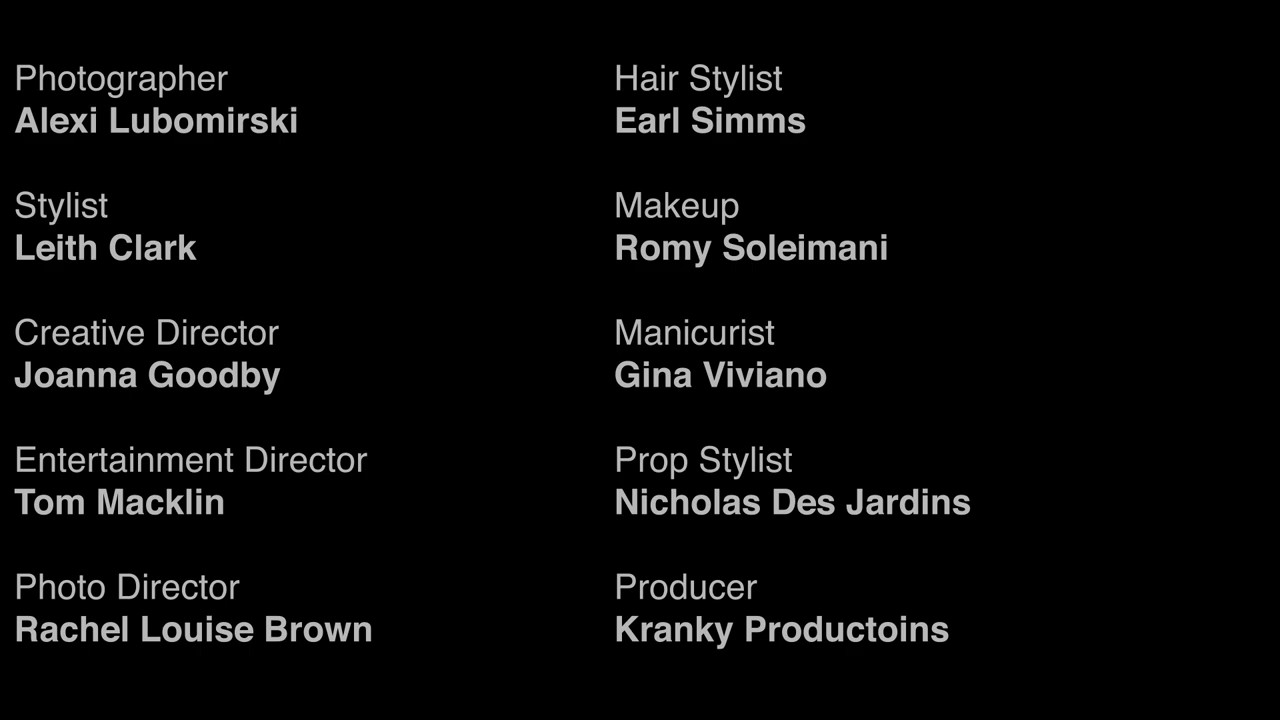 Photographer
Alexi Lubomirski
Stylist
Leith Clark
Creative Director
Joanna Goodby
Entertainment Director
Tom Macklin
Photo Director
Rachel Louise Brown
Hair Stylist
Earl Simms
Makeup
Romy Soleimani
Manicurist
Gina Viviano
Prop Stylist
Nicholas Des Jardins
Producer
Kranky Productoins